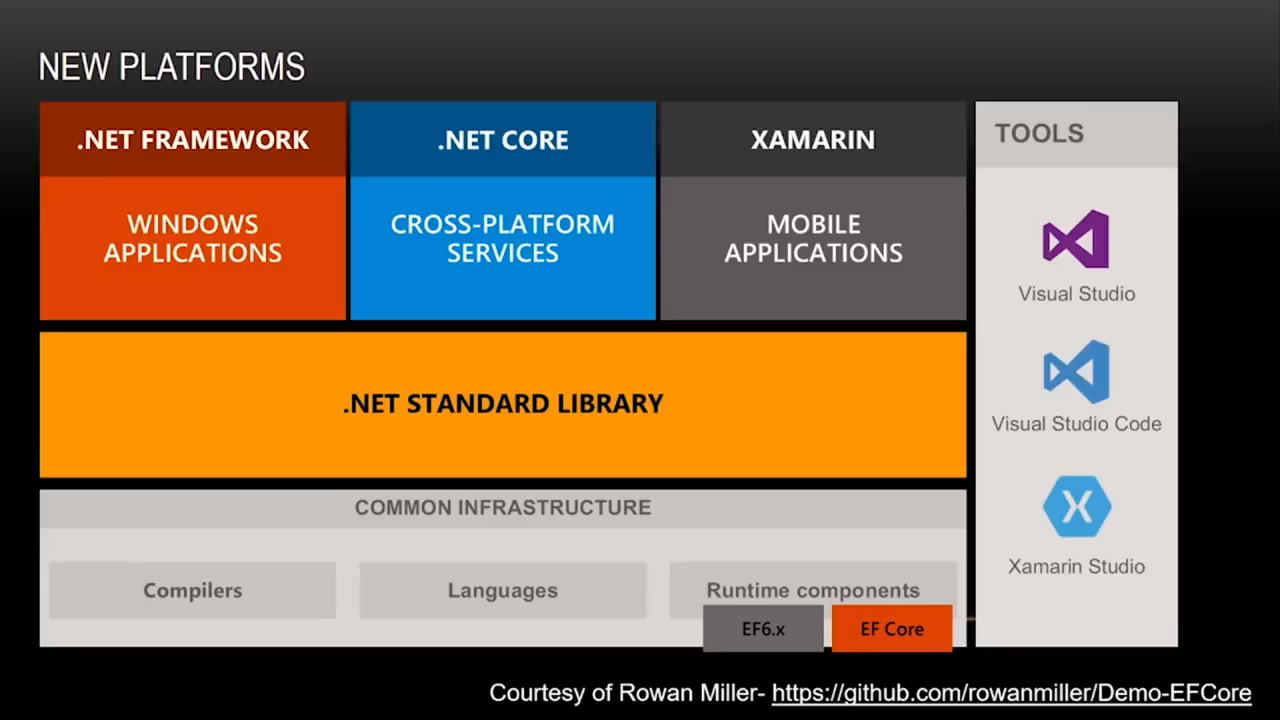 NEW PLATFORMS
.NET FRAMEWORK
WINDOWS
APPLICATIONS
.NET CORE
CROSS-PLATFORM
SERVICES
XAMARIN
MOBILE
APPLICATIONS
.NET STANDARD LIBRARY
COMMON INFRASTRUCTURE
Compilers
Languages
Runtime components
EF6.x
EF Core
TOOLS
Visual Studio
Visual Studio Code
Xamarin Studio
Courtesy of Rowan Miller- https://github.com/rowanmiller/Demo-EFCore